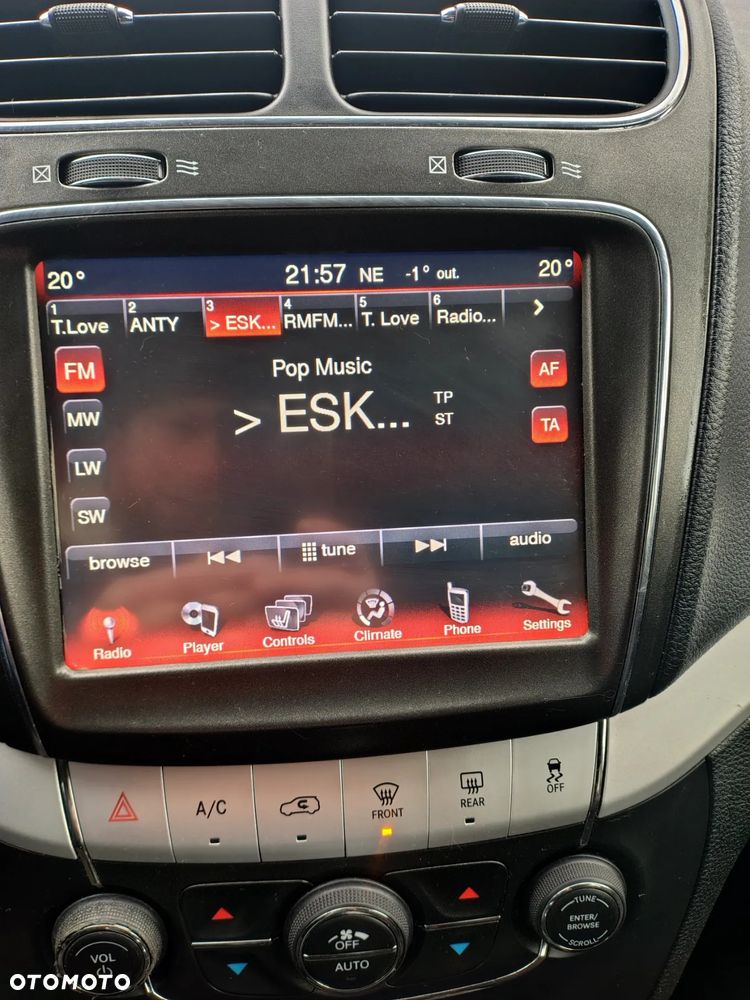 20° 21:57 NE -1° out. 20°
1 2 3 4 5 6
T.Love ANTY > ESK... RMFM... T. Love Radio... >
FM Pop Music AF
> ESK... TP
MW ST TA
LW
SW
browse tune audio
Radio Player Controls Climate Phone Settings
A/C FRONT REAR OFF
VOL OFF AUTO TUNE
ENTER/
BROWSE
SCROLL
OTOMOTO